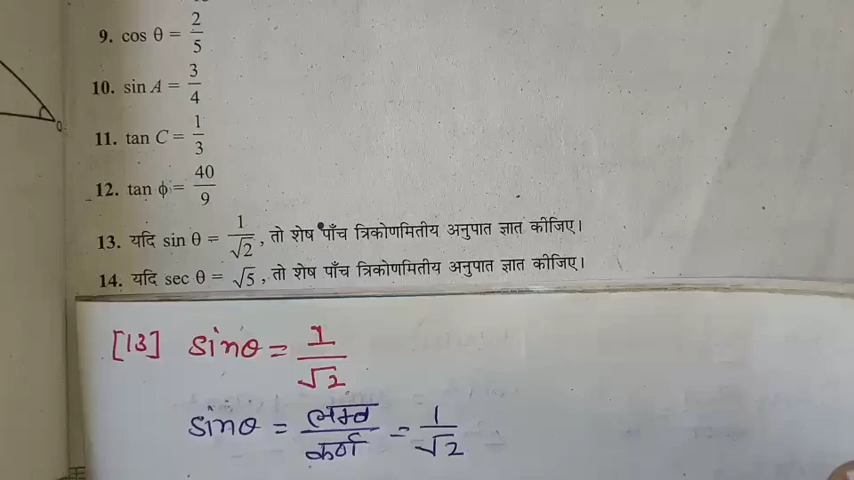 9. cos θ = 2/5
10. sin A = 3/4
11. tan C = 1/3
12. tan ϕ = 40/9
13. यदि sin θ = 1/√2, तो शेष पाँच त्रिकोणमितीय अनुपात ज्ञात कीजिए।
14. यदि sec θ = √5, तो शेष पाँच त्रिकोणमितीय अनुपात ज्ञात कीजिए।
[13] sinθ = 1/√2
sinθ = लम्ब/कर्ण = 1/√2